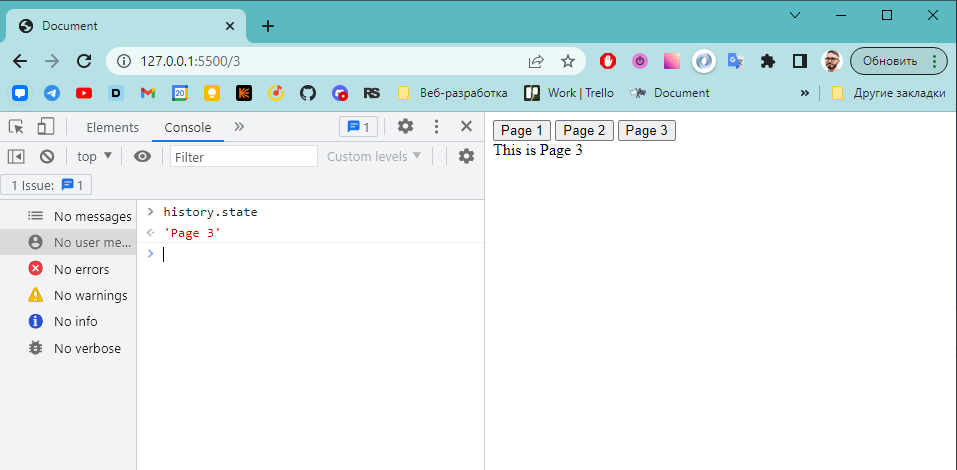 Document
127.0.0.1:5500/3
Обновить
20
D
RS
Веб-разработка
Work | Trello
Document
»
Другие закладки
Elements
Console
»
1
top
Filter
Custom levels
1 Issue:
1
No messages
No user me...
No errors
No warnings
No info
No verbose
history.state
'Page 3'
Page 1
Page 2
Page 3
This is Page 3